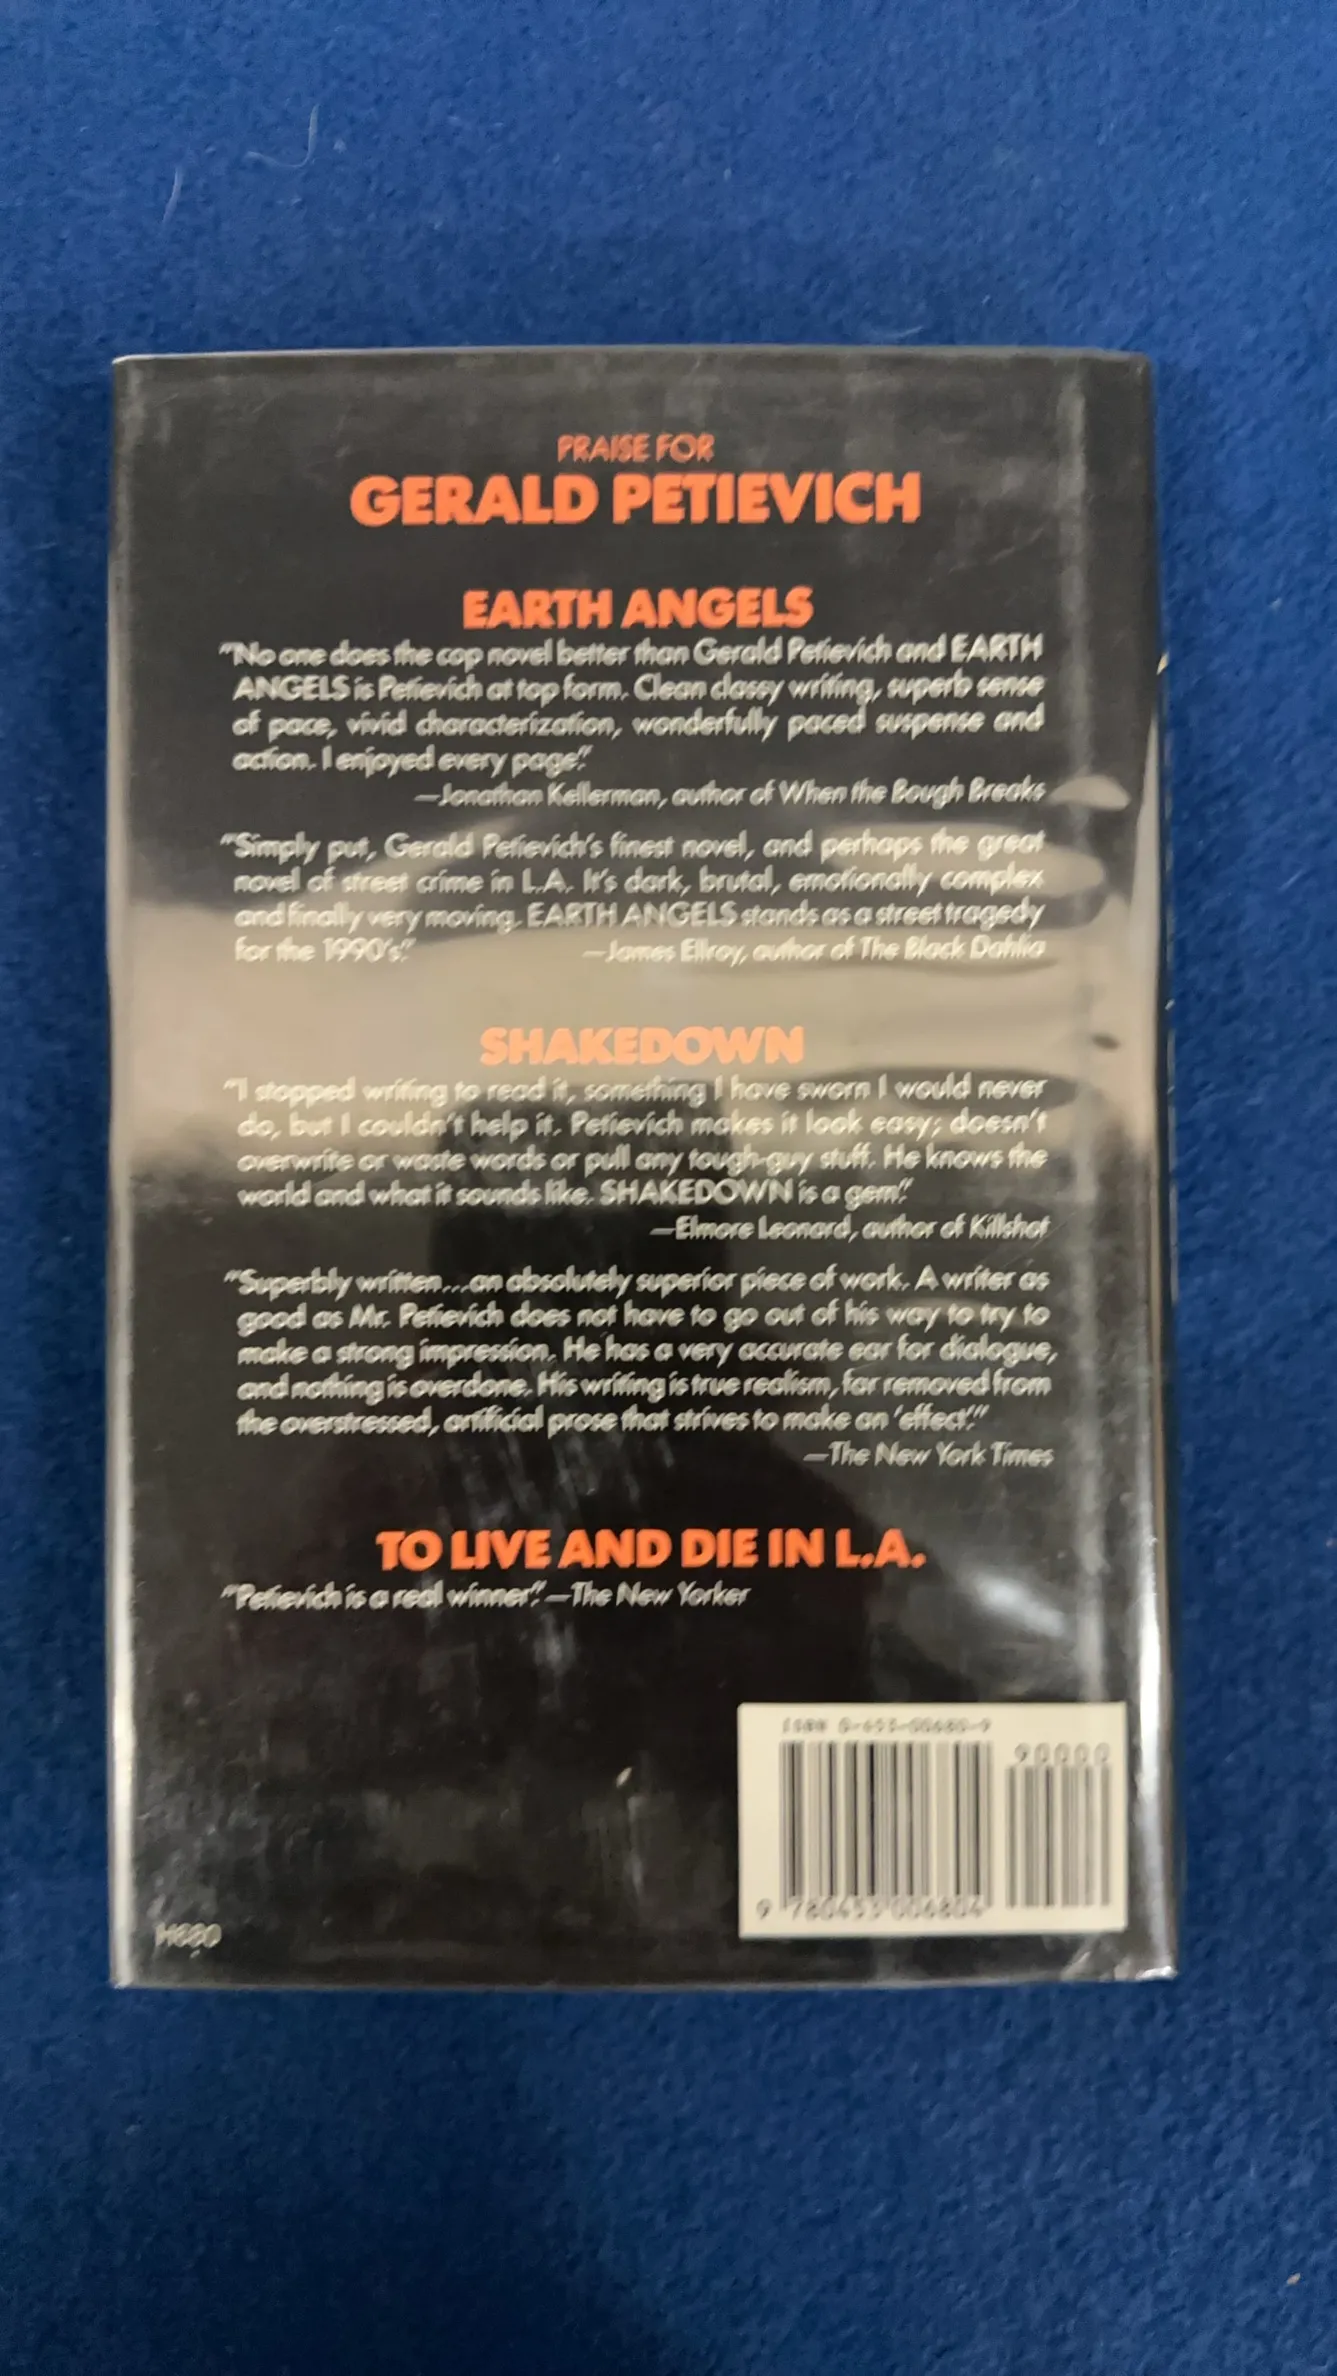 PRAISE FOR
GERALD PETIEVICH
EARTH ANGELS
"No one does the cop novel better than Gerald Petievich and EARTH
ANGELS is Petievich at top form. Clean classy writing, superb sense
of pace, vivid characterization, wonderfully paced suspense and
action. I enjoyed every page."
—Jonathan Kellerman, author of When the Bough Breaks
"Simply put, Gerald Petievich's finest novel, and perhaps the great
novel of street crime in L.A. It's dark, brutal, emotionally complex
and finally very moving. EARTH ANGELS stands as a street tragedy
for the 1990's."
—James Ellroy, author of The Black Dahlia
SHAKEDOWN
"I stopped writing to read it, something I have sworn I would never
do, but I couldn't help it. Petievich makes it look easy; doesn't
overwrite or waste words or pull any tough-guy stuff. He knows the
world and what it sounds like. SHAKEDOWN is a gem."
—Elmore Leonard, author of Killshot
"Superbly written...an absolutely superior piece of work. A writer as
good as Mr. Petievich does not have to go out of his way to try to
make a strong impression. He has a very accurate ear for dialogue,
and nothing is overdone. His writing is true realism, far removed from
the overstressed, artificial prose that strives to make an 'effect.'"
—The New York Times
TO LIVE AND DIE IN L.A.
"Petievich is a real winner." —The New Yorker
ISBN 0-453-00680-9
90000
9 780453 006804
H680